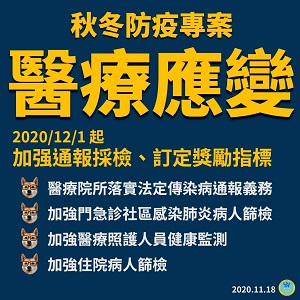 秋冬防疫專案
醫療應變
2020/12/1 起
加强通報採檢、訂定獎勵指標
醫療院所落實法定傳染病通報義務
加強門急診社區感染肺炎病人篩檢
加強醫療照護人員健康監測
加強住院病人篩檢
2020.11.18